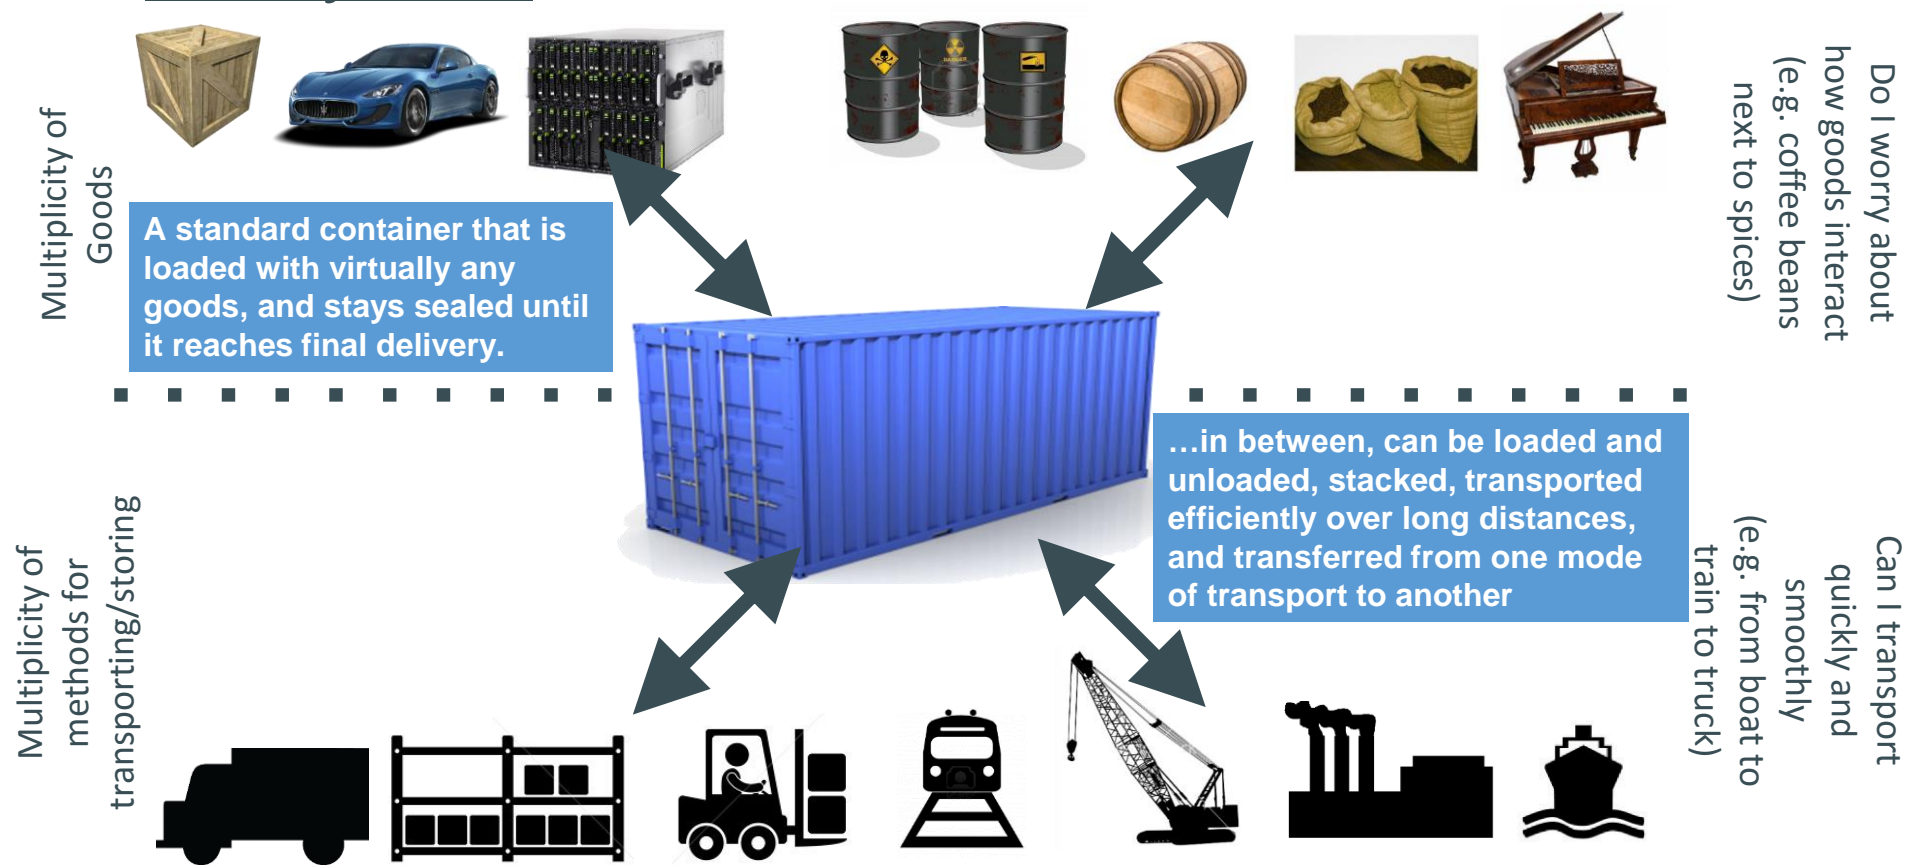 Multiplicity of
Goods
A standard container that is
loaded with virtually any
goods, and stays sealed until
it reaches final delivery.
Do I worry about
how goods interact
(e.g. coffee beans
next to spices)
Multiplicity of
methods for
transporting/storing
…in between, can be loaded and
unloaded, stacked, transported
efficiently over long distances,
and transferred from one mode
of transport to another
Can I transport
quickly and
smoothly
(e.g. from boat to
train to truck)